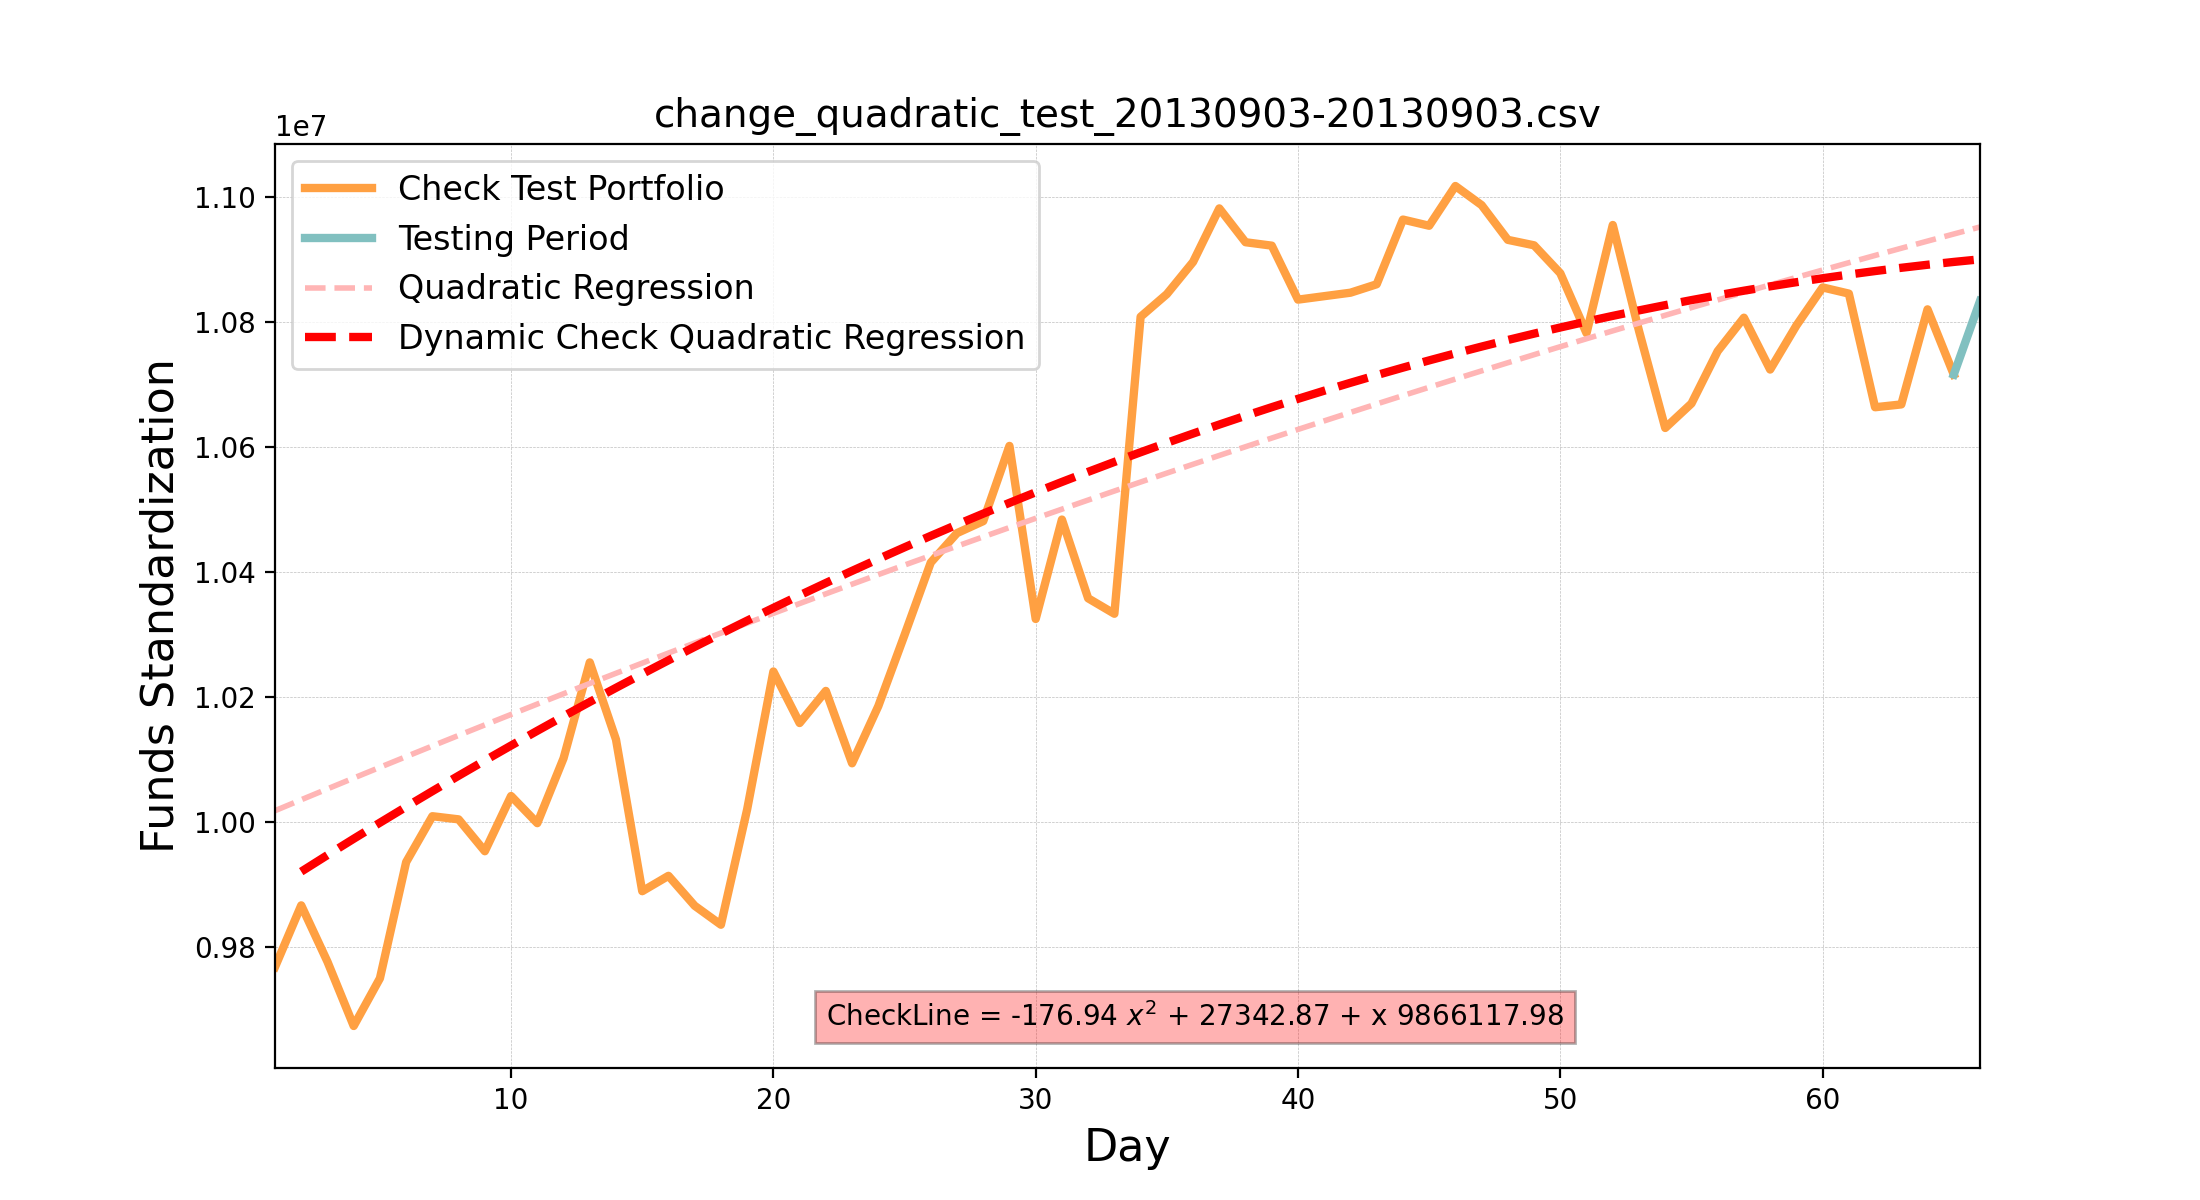 change_quadratic_test_20130903-20130903.csv
1e7
Check Test Portfolio
Testing Period
Quadratic Regression
Dynamic Check Quadratic Regression
1.10
1.08
1.06
1.04
1.02
1.00
0.98
Funds Standardization
CheckLine = -176.94 x² + 27342.87 + x 9866117.98
10 20 30 40 50 60
Day